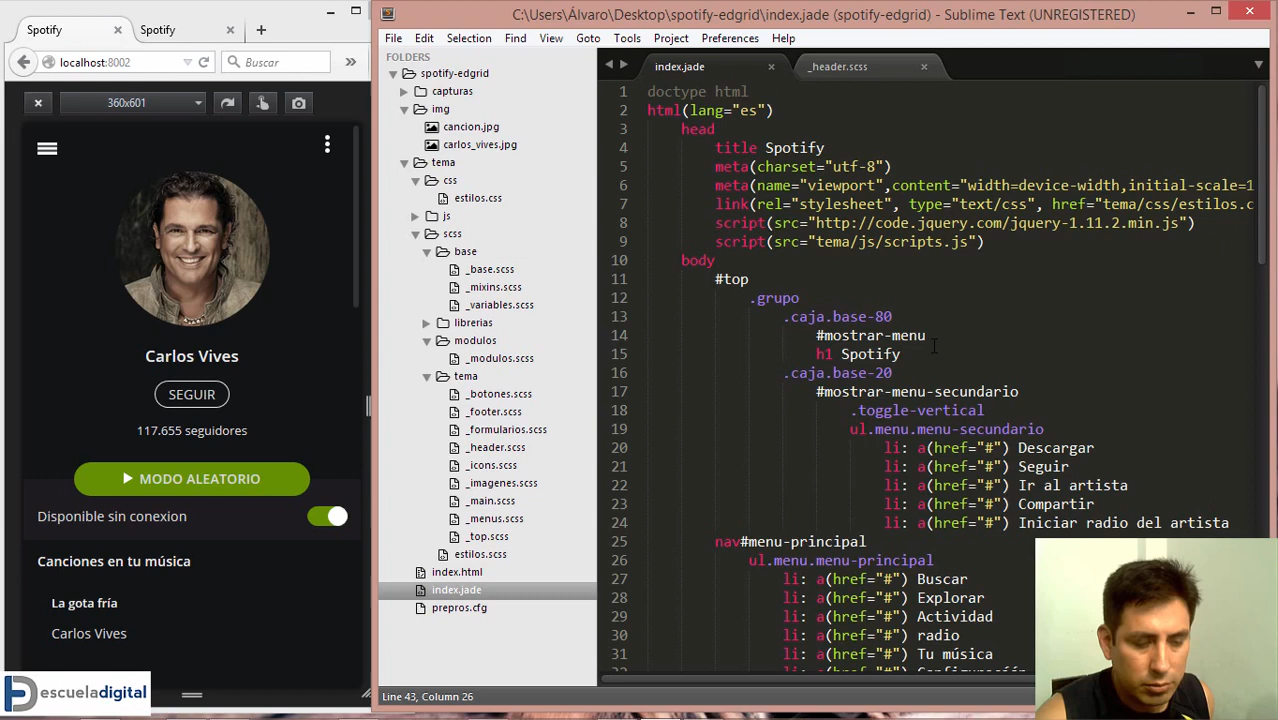 C:\Users\Álvaro\Desktop\spotify-edgrid\index.jade (spotify-edgrid) - Sublime Text (UNREGISTERED)
Spotify
Spotify
localhost:8002
Buscar
360x601
Carlos Vives
SEGUIR
117.655 seguidores
MODO ALEATORIO
Disponible sin conexion
Canciones en tu música
La gota fría
Carlos Vives
escueladigital
File Edit Selection Find View Goto Tools Project Preferences Help
FOLDERS
spotify-edgrid
capturas
img
cancion.jpg
carlos_vives.jpg
tema
css
estilos.css
js
scss
base
_base.scss
_mixins.scss
_variables.scss
librerias
modulos
_modulos.scss
tema
_botones.scss
_footer.scss
_formularios.scss
_header.scss
_icons.scss
_imagenes.scss
_main.scss
_menus.scss
_top.scss
estilos.scss
index.html
index.jade
prepros.cfg
index.jade
_header.scss
1 doctype html
2 html(lang="es")
3 head
4 title Spotify
5 meta(charset="utf-8")
6 meta(name="viewport",content="width=device-width,initial-scale=1
7 link(rel="stylesheet", type="text/css", href="tema/css/estilos.c
8 script(src="http://code.jquery.com/jquery-1.11.2.min.js")
9 script(src="tema/js/scripts.js")
10 body
11 #top
12 .grupo
13 .caja.base-80
14 #mostrar-menu
15 h1 Spotify
16 .caja.base-20
17 #mostrar-menu-secundario
18 .toggle-vertical
19 ul.menu.menu-secundario
20 li: a(href="#") Descargar
21 li: a(href="#") Seguir
22 li: a(href="#") Ir al artista
23 li: a(href="#") Compartir
24 li: a(href="#") Iniciar radio del artista
25 nav#menu-principal
26 ul.menu.menu-principal
27 li: a(href="#") Buscar
28 li: a(href="#") Explorar
29 li: a(href="#") Actividad
30 li: a(href="#") radio
31 li: a(href="#") Tu música
Line 43, Column 26